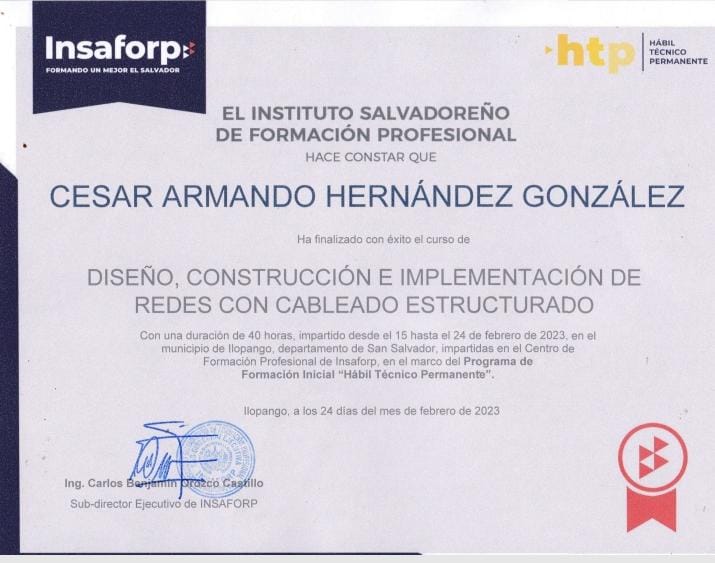 Insaforp
FORMANDO UN MEJOR EL SALVADOR
htp
HÁBIL
TÉCNICO
PERMANENTE
EL INSTITUTO SALVADOREÑO
DE FORMACIÓN PROFESIONAL
HACE CONSTAR QUE
CESAR ARMANDO HERNÁNDEZ GONZÁLEZ
Ha finalizado con éxito el curso de
DISEÑO, CONSTRUCCIÓN E IMPLEMENTACIÓN DE
REDES CON CABLEADO ESTRUCTURADO
Con una duración de 40 horas, impartido desde el 15 hasta el 24 de febrero de 2023, en el
municipio de Ilopango, departamento de San Salvador, impartidas en el Centro de
Formación Profesional de Insaforp, en el marco del Programa de
Formación Inicial “Hábil Técnico Permanente”.
Ilopango, a los 24 días del mes de febrero de 2023
Ing. Carlos Benjamin Orozco Castillo
Sub-director Ejecutivo de INSAFORP